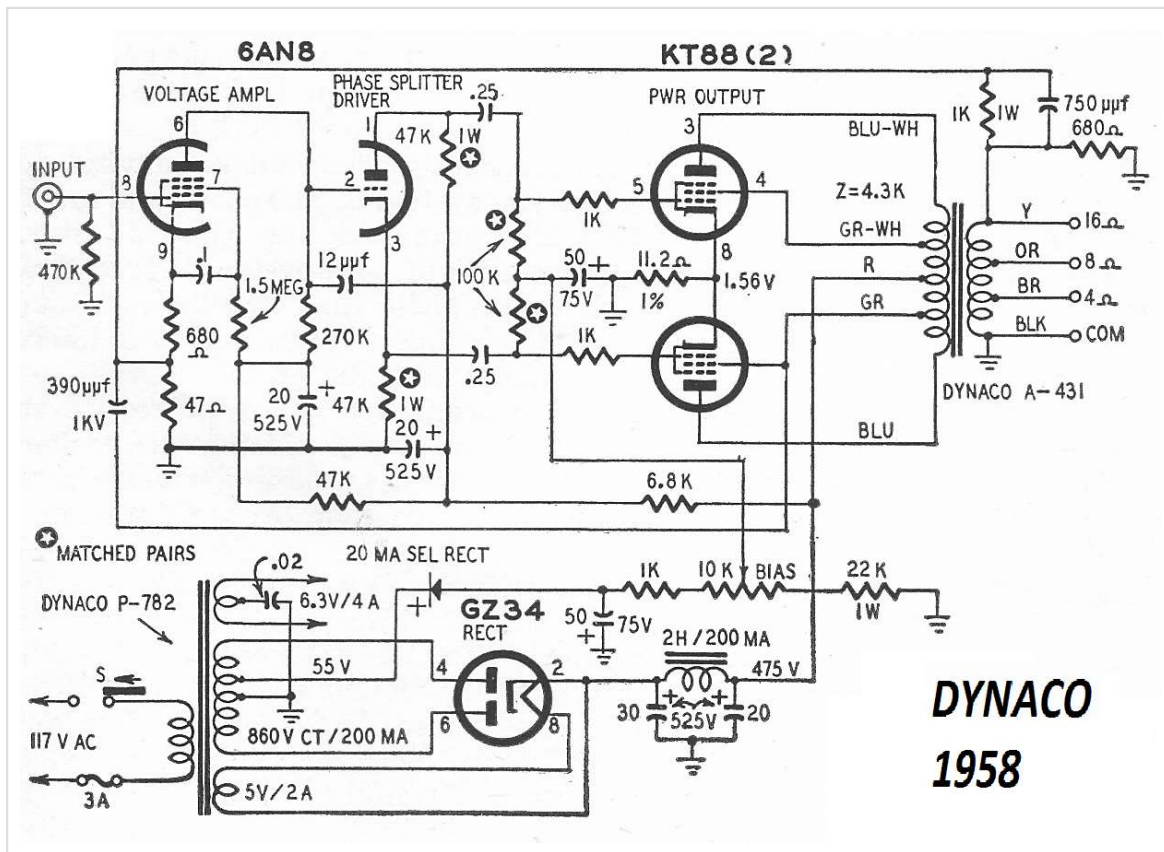 6AN8
KT88(2)
VOLTAGE AMPL
PHASE SPLITTER
DRIVER
PWR OUTPUT
.25
47K
1W
1K
1W
750 µµf
680Ω
BLU-WH
INPUT
6
1
3
8
7
2
5
4
Z=4.3K
1K
GR-WH
Y
16Ω
9
3
8
470K
.1
12µµf
100K
50
75V
11.2Ω
1%
1.56V
R
OR
8Ω
1.5 MEG
GR
BR
4Ω
680
Ω
270K
1K
BLK
COM
390µµf
1KV
47Ω
20
525V
47K
1W
.25
20
525V
BLU
DYNACO A-431
47K
6.8K
MATCHED PAIRS
20 MA SEL RECT
.02
1K
10K
BIAS
22K
1W
DYNACO P-782
6.3V/4A
GZ34
RECT
50
75V
2H/200 MA
S
55V
4
2
475V
117 V AC
6
8
30
525V
20
860V CT/200 MA
3A
5V/2A
DYNACO
1958